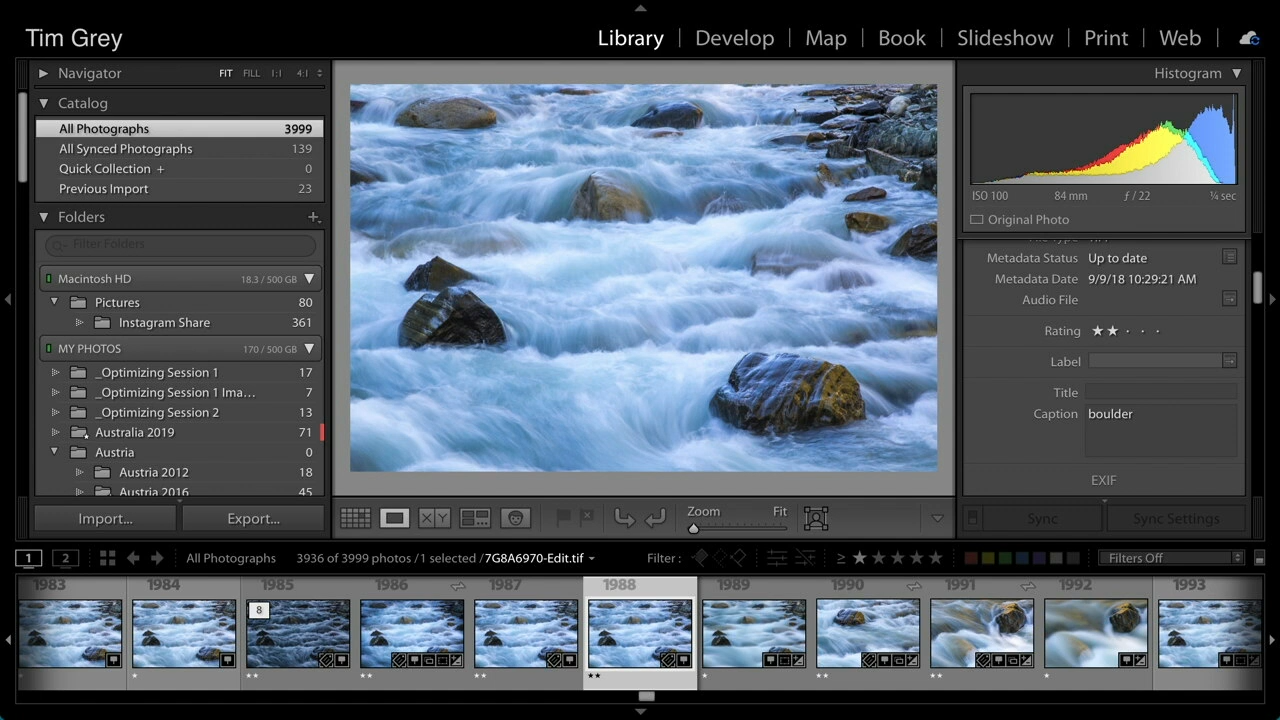 Tim Grey
Library | Develop | Map | Book | Slideshow | Print | Web |
Navigator FIT FILL 1:1 4:1
Catalog
All Photographs 3999
All Synced Photographs 139
Quick Collection + 0
Previous Import 23
Folders +
Filter Folders
Macintosh HD 18.3 / 500 GB
Pictures 80
Instagram Share 361
MY PHOTOS 170 / 500 GB
_Optimizing Session 1 17
_Optimizing Session 1 Ima… 7
_Optimizing Session 2 13
Australia 2019 71
Austria 0
Austria 2012 18
Austria 2016 45
Import... Export...
Histogram
ISO 100 84 mm ƒ / 22 ¼ sec
Original Photo
Metadata Status Up to date
Metadata Date 9/9/18 10:29:21 AM
Audio File
Rating ★ ★ · · ·
Label
Title
Caption boulder
EXIF
Sync Sync Settings
X Y Zoom Fit
1 2 All Photographs 3936 of 3999 photos / 1 selected / 7G8A6970-Edit.tif Filter : ≥ ★ ★ ★ ★ ★ Filters Off
1983 1984 1985 1986 1987 1988 1989 1990 1991 1992 1993
8